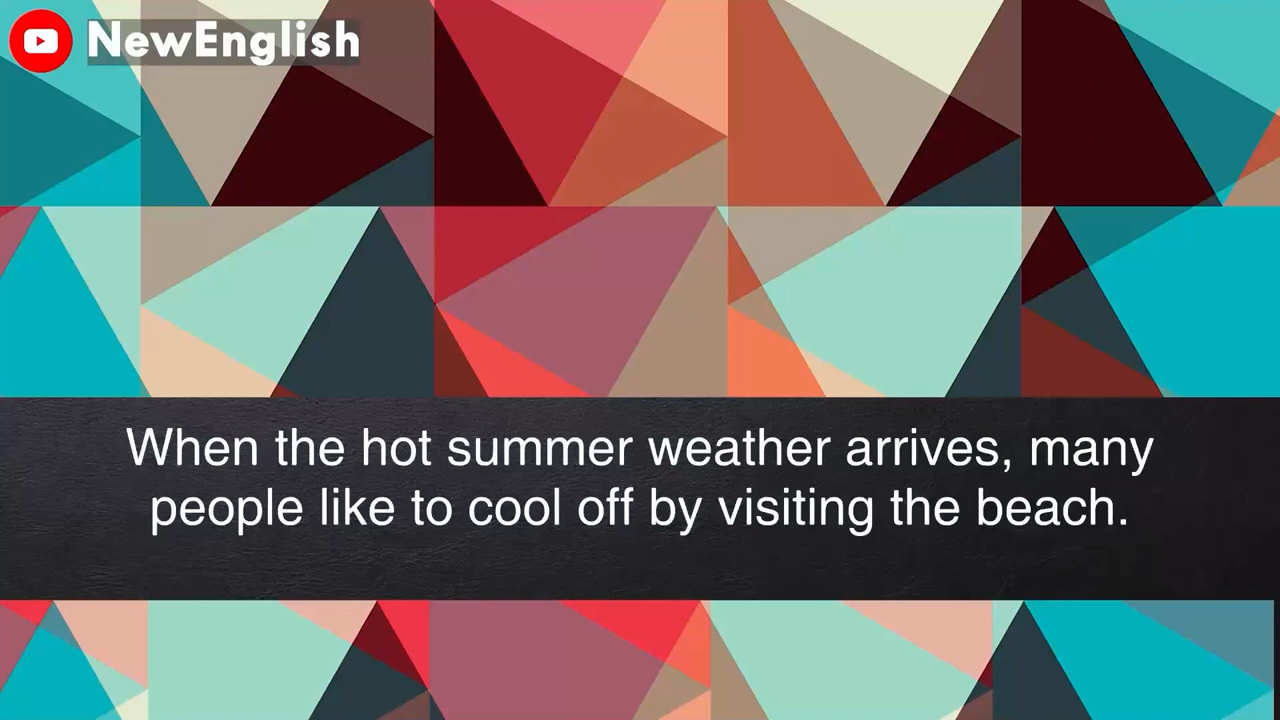 NewEnglish
When the hot summer weather arrives, many
people like to cool off by visiting the beach.